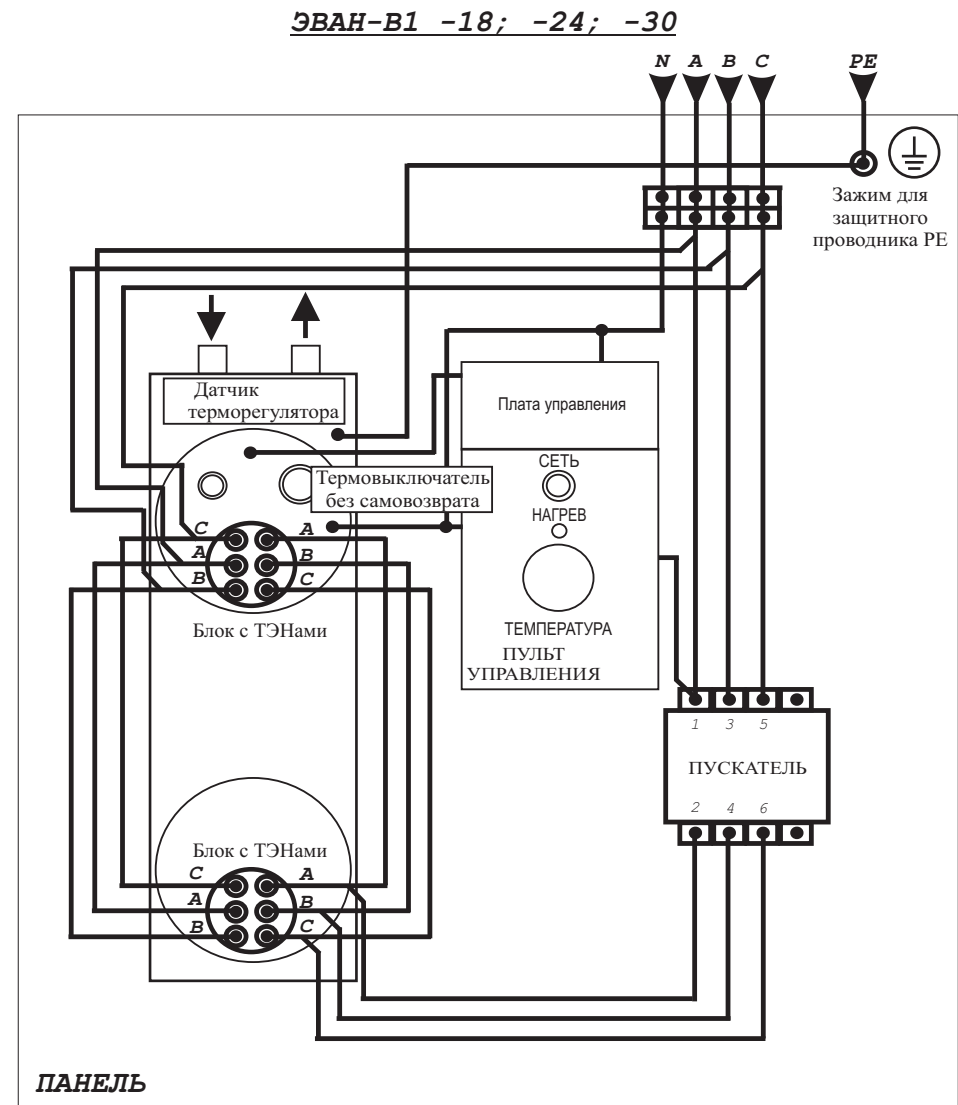 ЭВАН-В1 -18; -24; -30
N A B C PE
Зажим для
защитного
проводника PE
Датчик
терморегулятора
Плата управления
Термовыключатель
без самовозврата
СЕТЬ
НАГРЕВ
C A
A B
B C
Блок с ТЭНами
ТЕМПЕРАТУРА
ПУЛЬТ
УПРАВЛЕНИЯ
1 3 5
ПУСКАТЕЛЬ
2 4 6
Блок с ТЭНами
C A
A B
B C
ПАНЕЛЬ